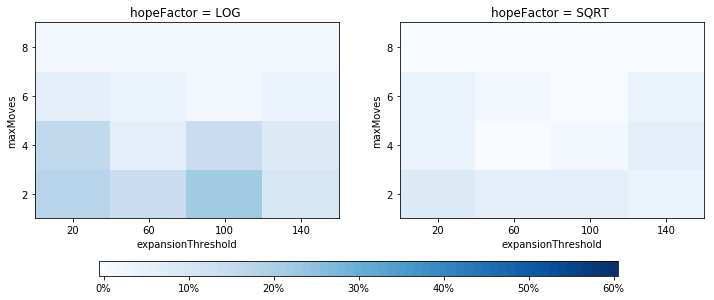 hopeFactor = LOG
hopeFactor = SQRT
maxMoves
8
6
4
2
20 60 100 140
expansionThreshold
maxMoves
8
6
4
2
20 60 100 140
expansionThreshold
0% 10% 20% 30% 40% 50% 60%